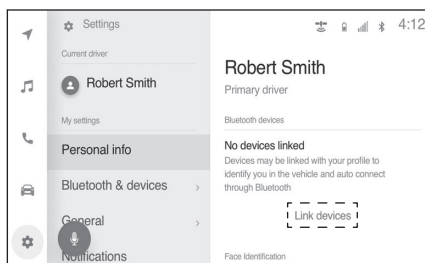 Settings
4:12
Current driver
Robert Smith
My settings
Personal info
Bluetooth & devices
General
Notifications
Robert Smith
Primary driver
Bluetooth devices
No devices linked
Devices may be linked with your profile to
identify you in the vehicle and auto connect
through Bluetooth
Link devices
Face Identification